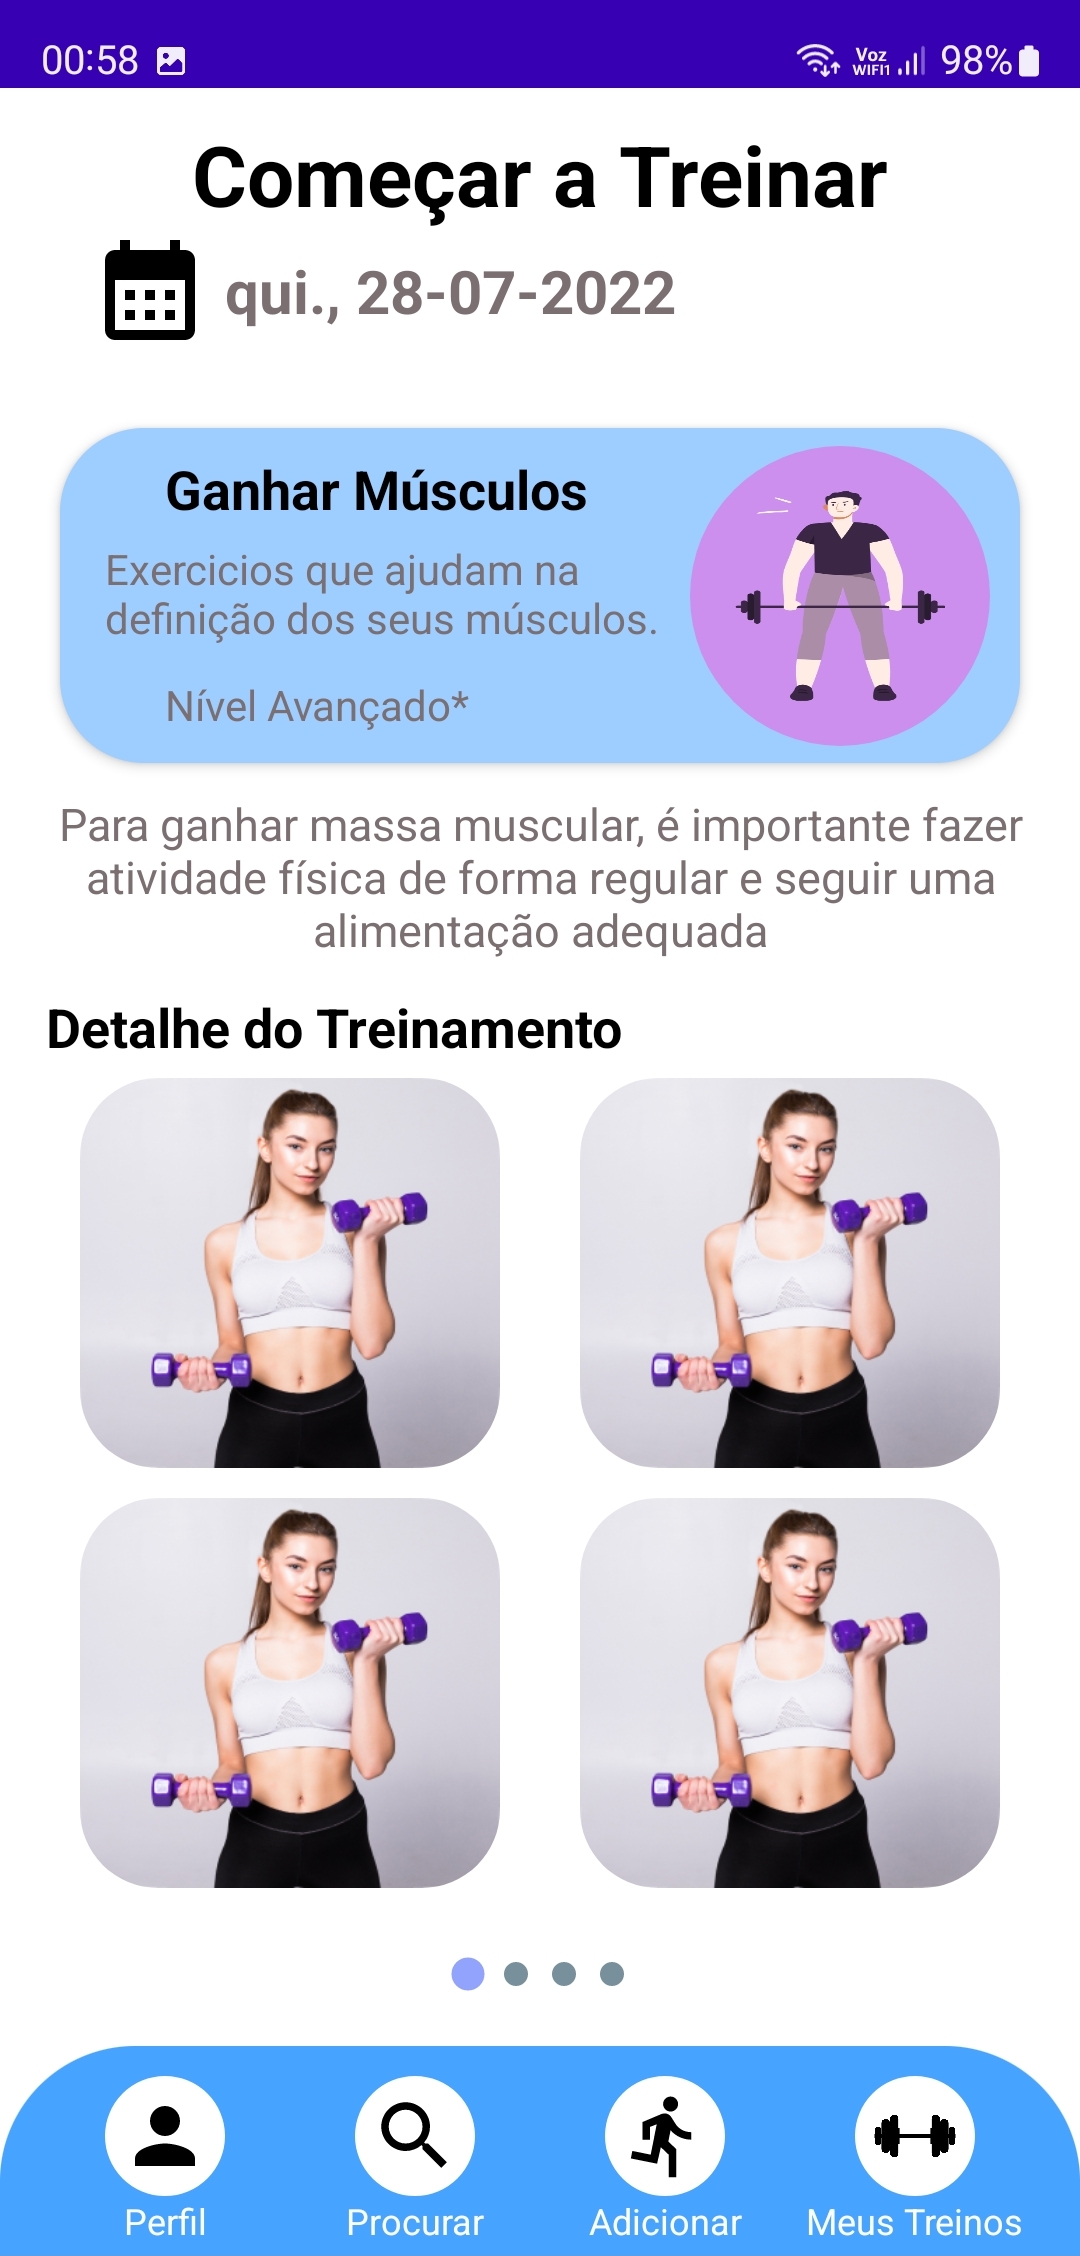 00:58
Voz
WIFI1
98%
Começar a Treinar
qui., 28-07-2022
Ganhar Músculos
Exercicios que ajudam na
definição dos seus músculos.
Nível Avançado*
Para ganhar massa muscular, é importante fazer
atividade física de forma regular e seguir uma
alimentação adequada
Detalhe do Treinamento
Perfil
Procurar
Adicionar
Meus Treinos